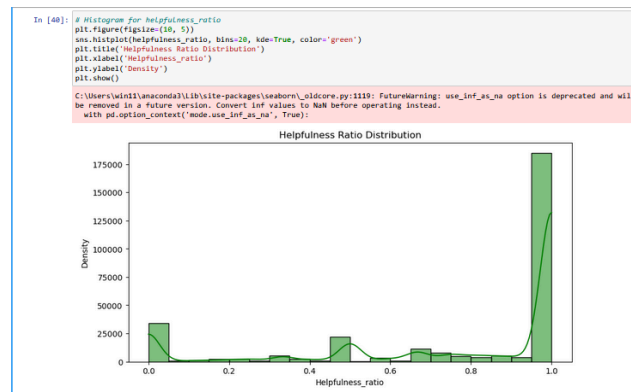 In [40]: # Histogram for helpfulness_ratio
plt.figure(figsize=(10, 5))
sns.histplot(helpfulness_ratio, bins=20, kde=True, color='green')
plt.title('Helpfulness Ratio Distribution')
plt.xlabel('Helpfulness_ratio')
plt.ylabel('Density')
plt.show()
C:\Users\win11\anaconda3\Lib\site-packages\seaborn\_oldcore.py:1119: FutureWarning: use_inf_as_na option is deprecated and wil
be removed in a future version. Convert inf values to NaN before operating instead.
with pd.option_context('mode.use_inf_as_na', True):
Helpfulness Ratio Distribution
175000
150000
125000
100000
75000
50000
25000
0
Density
0.0 0.2 0.4 0.6 0.8 1.0
Helpfulness_ratio